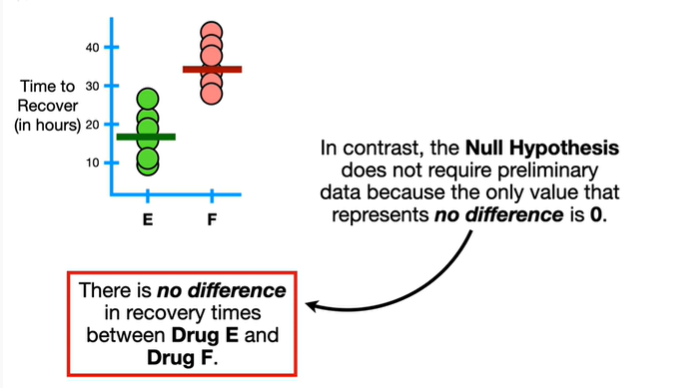 40
Time to 30
Recover
(in hours) 20
10
E F
In contrast, the Null Hypothesis
does not require preliminary
data because the only value that
represents no difference is 0.
There is no difference
in recovery times
between Drug E and
Drug F.